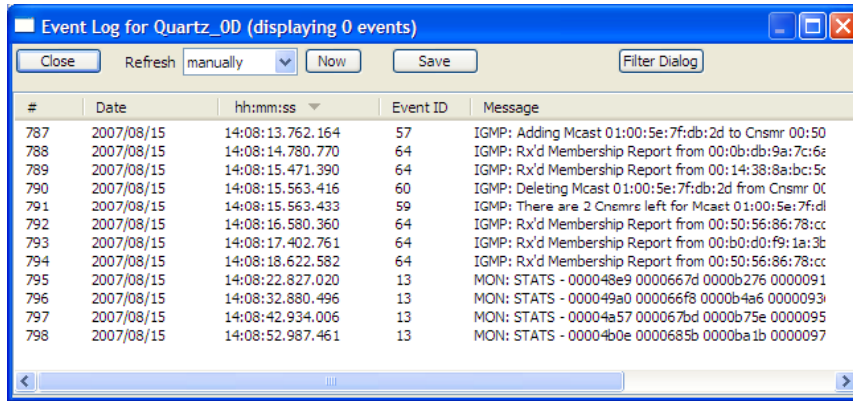 Event Log for Quartz_0D (displaying 0 events)
Close Refresh manually Now Save Filter Dialog
# Date hh:mm:ss Event ID Message
787 2007/08/15 14:08:13.762.164 57 IGMP: Adding Mcast 01:00:5e:7f:db:2d to Cnsmr 00:50
788 2007/08/15 14:08:14.780.770 64 IGMP: Rx'd Membership Report from 00:0b:db:9a:7c:6a
789 2007/08/15 14:08:15.471.390 64 IGMP: Rx'd Membership Report from 00:14:38:8a:bc:5c
790 2007/08/15 14:08:15.563.416 60 IGMP: Deleting Mcast 01:00:5e:7f:db:2d from Cnsmr 00
791 2007/08/15 14:08:15.563.433 59 IGMP: There are 2 Cnsmrs left for Mcast 01:00:5e:7f:d
792 2007/08/15 14:08:16.580.360 64 IGMP: Rx'd Membership Report from 00:50:56:86:78:cc
793 2007/08/15 14:08:17.402.761 64 IGMP: Rx'd Membership Report from 00:b0:d0:f9:1a:3b
794 2007/08/15 14:08:18.622.582 64 IGMP: Rx'd Membership Report from 00:50:56:86:78:cc
795 2007/08/15 14:08:22.827.020 13 MON: STATS - 000048e9 0000667d 0000b276 0000091
796 2007/08/15 14:08:32.880.496 13 MON: STATS - 000049a0 000066f8 0000b4a6 0000093
797 2007/08/15 14:08:42.934.006 13 MON: STATS - 00004a57 000067bd 0000b75e 0000095
798 2007/08/15 14:08:52.987.461 13 MON: STATS - 00004b0e 0000685b 0000ba1b 0000097